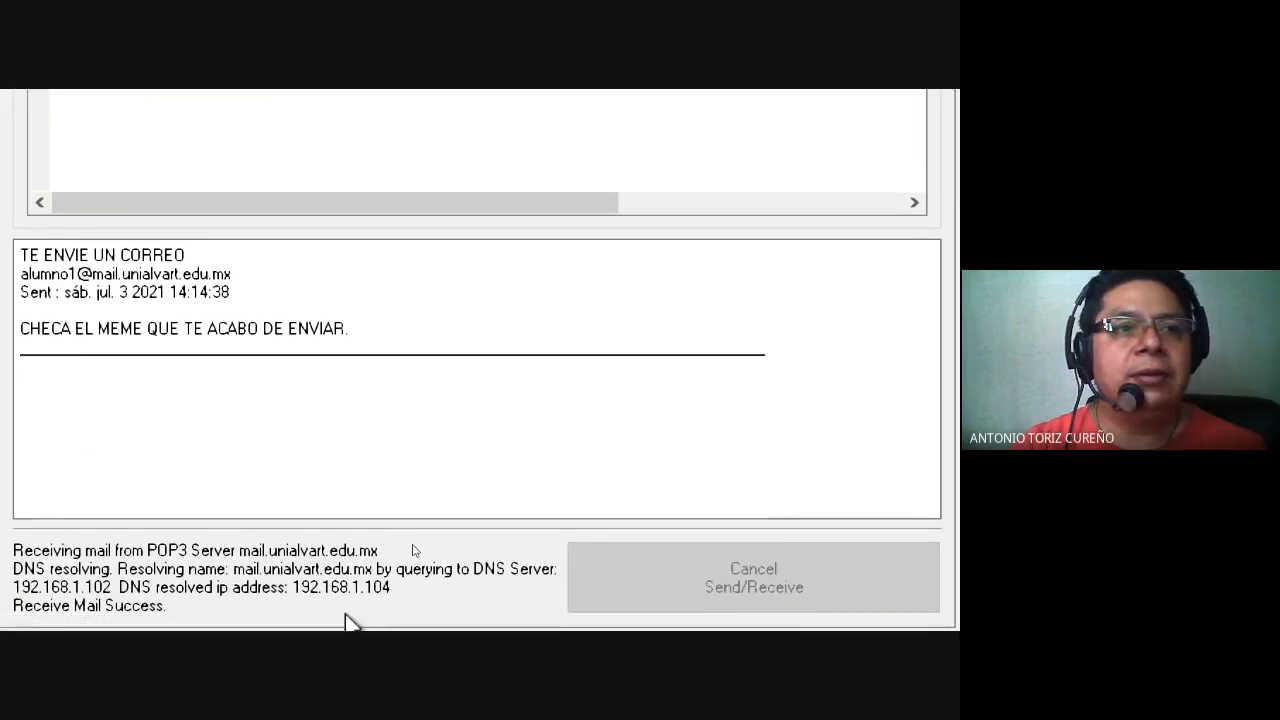 TE ENVIE UN CORREO
alumno1@mail.unialvart.edu.mx
Sent : sáb. jul. 3 2021 14:14:38
CHECA EL MEME QUE TE ACABO DE ENVIAR.
Receiving mail from POP3 Server mail.unialvart.edu.mx
DNS resolving. Resolving name: mail.unialvart.edu.mx by querying to DNS Server:
192.168.1.102  DNS resolved ip address: 192.168.1.104
Receive Mail Success.
Cancel
Send/Receive
ANTONIO TORIZ CUREÑO